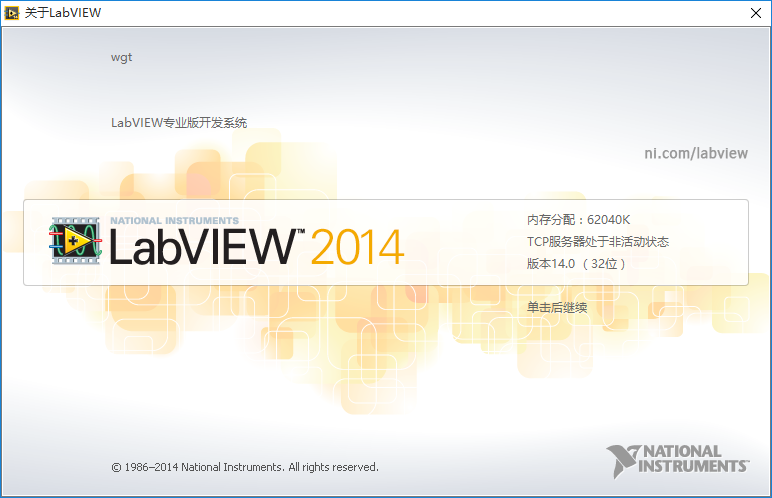 关于LabVIEW
wgt
LabVIEW专业版开发系统
ni.com/labview
NATIONAL INSTRUMENTS
LabVIEW™ 2014
内存分配：62040K
TCP服务器处于非活动状态
版本14.0 （32位）
单击后继续
© 1986–2014 National Instruments. All rights reserved.
NATIONAL
INSTRUMENTS™